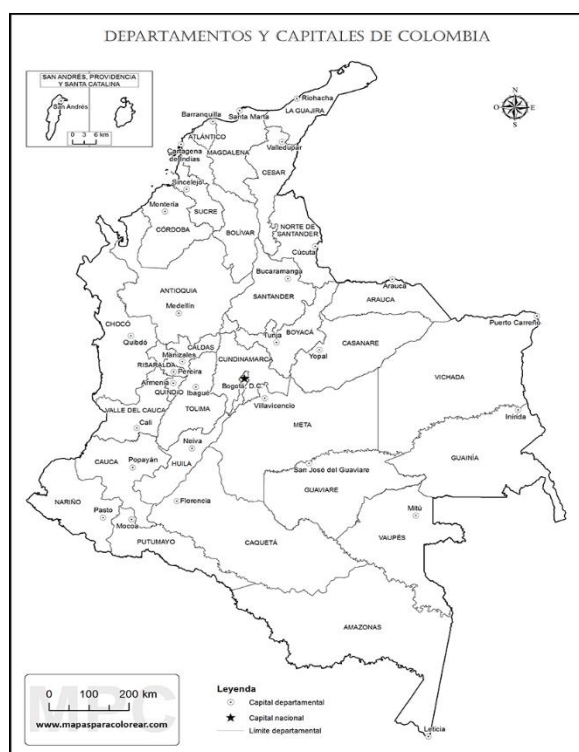 DEPARTAMENTOS Y CAPITALES DE COLOMBIA
SAN ANDRÉS, PROVIDENCIA
Y SANTA CATALINA
San Andrés
0 3 6 km
N
O E
S
Riohacha
LA GUAJIRA
Santa Marta
Barranquilla
ATLÁNTICO
MAGDALENA
Cartagena
de Indias
Valledupar
CESAR
Sincelejo
Montería
SUCRE
CÓRDOBA
BOLÍVAR
NORTE DE
SANTANDER
Cúcuta
Bucaramanga
ANTIOQUIA
SANTANDER
Arauca
ARAUCA
Medellín
CHOCÓ
Quibdó
Tunja
BOYACÁ
Puerto Carreño
CALDAS
CUNDINAMARCA
CASANARE
Yopal
Manizales
RISARALDA
Pereira
Armenia
QUINDÍO
Ibagué
Bogotá, D.C.
VICHADA
Villavicencio
VALLE DEL CAUCA
TOLIMA
Inírida
Cali
META
Neiva
CAUCA
Popayán
HUILA
San José del Guaviare
GUAINÍA
GUAVIARE
NARIÑO
Florencia
Pasto
Mocoa
Mitú
VAUPÉS
PUTUMAYO
CAQUETÁ
AMAZONAS
Leticia
MPC
0 100 200 km
www.mapasparacolorear.com
Leyenda
Capital departamental
Capital nacional
Límite departamental